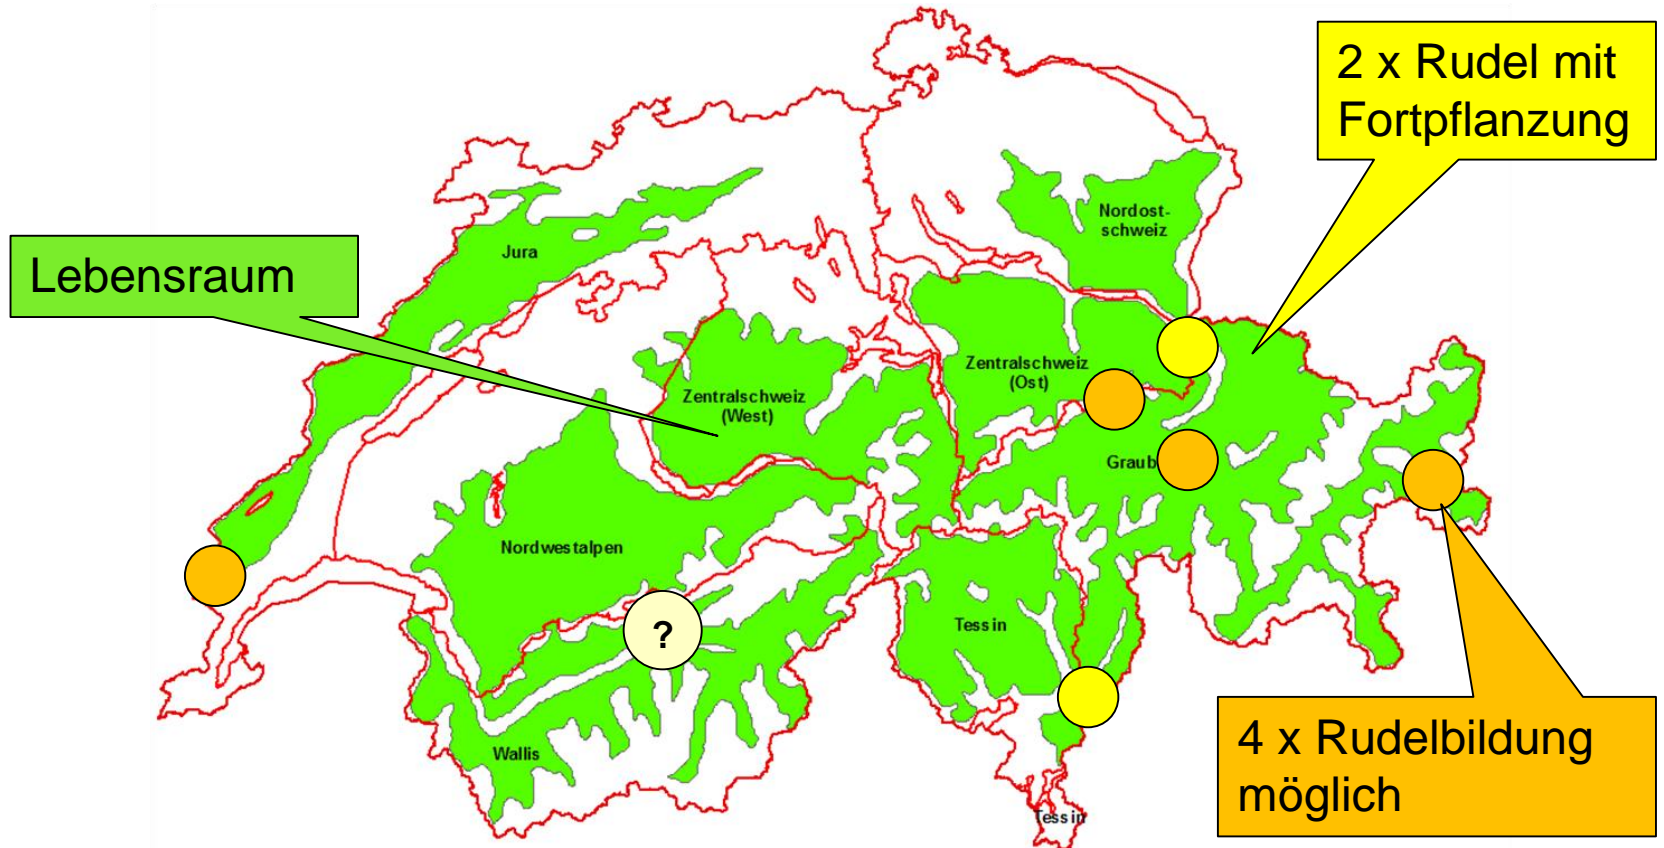 2 x Rudel mit
Fortpflanzung
Nordost-
schweiz
Jura
Lebensraum
Zentralschweiz
(Ost)
Zentralschweiz
(West)
Graub
Nordwestalpen
?
Tessin
Wallis
4 x Rudelbildung
möglich
Tessin